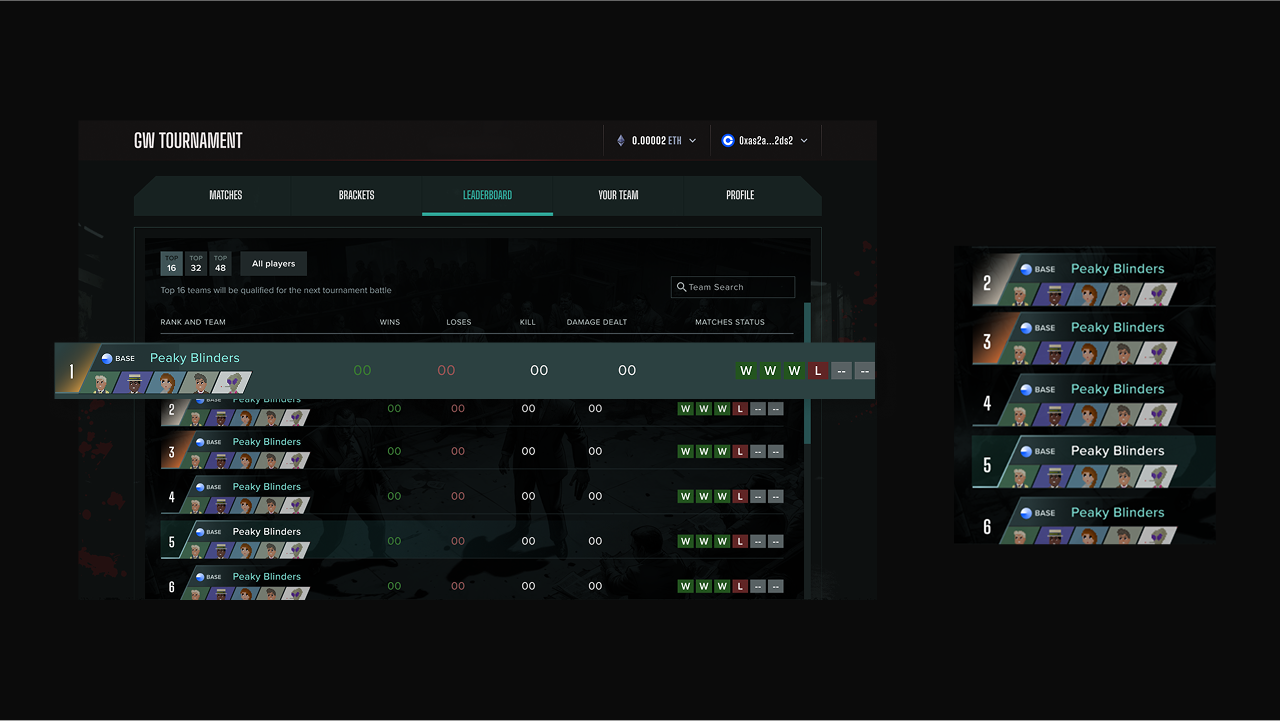 GW TOURNAMENT
0.00002 ETH
0xas2a...2ds2
MATCHES
BRACKETS
LEADERBOARD
YOUR TEAM
PROFILE
TOP 16
TOP 32
TOP 48
All players
Top 16 teams will be qualified for the next tournament battle
Team Search
RANK AND TEAM WINS LOSES KILL DAMAGE DEALT MATCHES STATUS
1 BASE Peaky Blinders 00 00 00 00 W W W L -- --
2 BASE Peaky Blinders 00 00 00 00 W W W L -- --
3 BASE Peaky Blinders 00 00 00 00 W W W L -- --
4 BASE Peaky Blinders 00 00 00 00 W W W L -- --
5 BASE Peaky Blinders 00 00 00 00 W W W L -- --
6 BASE Peaky Blinders 00 00 00 00 W W W L -- --
2 BASE Peaky Blinders
3 BASE Peaky Blinders
4 BASE Peaky Blinders
5 BASE Peaky Blinders
6 BASE Peaky Blinders